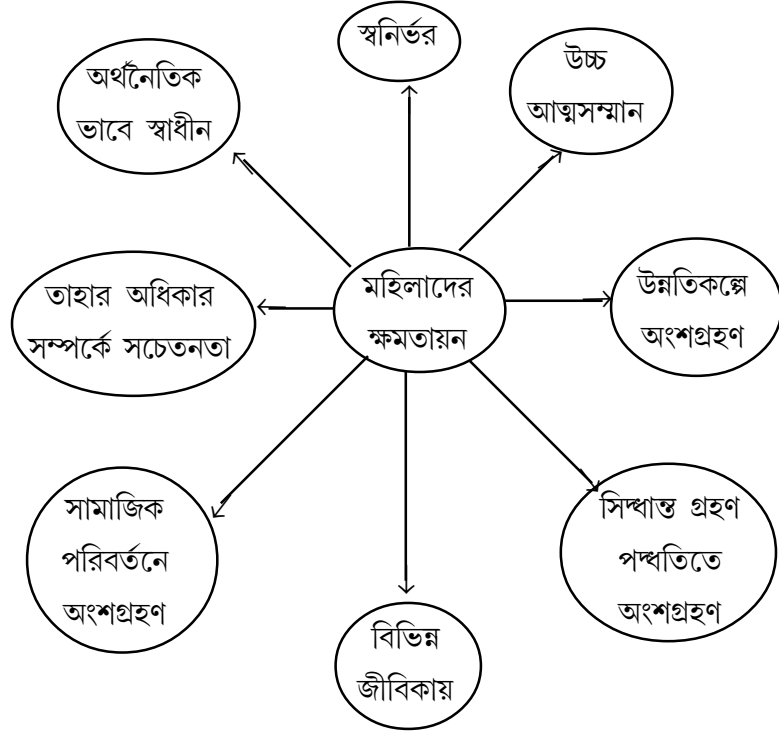 স্বনির্ভর
উচ্চ
আত্মসম্মান
অর্থনৈতিক
ভাবে স্বাধীন
মহিলাদের
ক্ষমতায়ন
উন্নতিকল্পে
অংশগ্রহণ
তাহার অধিকার
সম্পর্কে সচেতনতা
সিদ্ধান্ত গ্রহণ
পদ্ধতিতে
অংশগ্রহণ
সামাজিক
পরিবর্তনে
অংশগ্রহণ
বিভিন্ন
জীবিকায়